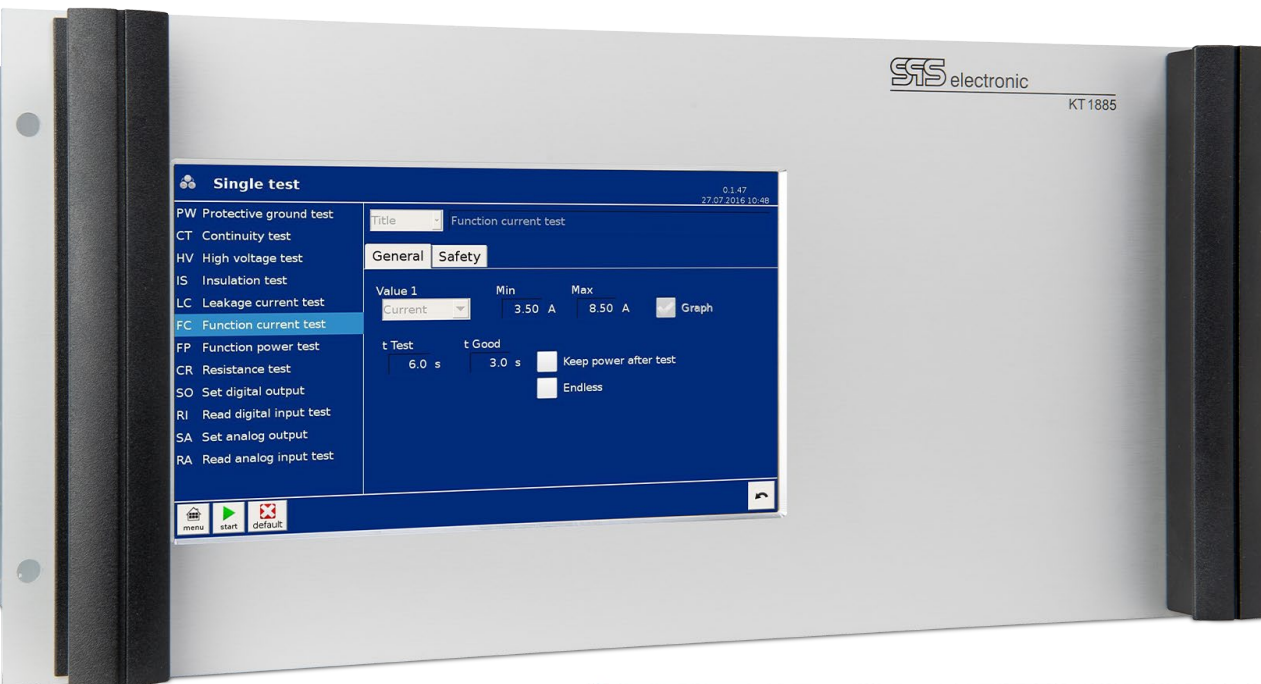 SPS electronic
KT 1885
Single test
0.1.47
27.07.2016 10:48
PW Protective ground test
CT Continuity test
HV High voltage test
IS Insulation test
LC Leakage current test
FC Function current test
FP Function power test
CR Resistance test
SO Set digital output
RI Read digital input test
SA Set analog output
RA Read analog input test
Title Function current test
General Safety
Value 1 Min Max
Current 3.50 A 8.50 A Graph
t Test t Good
6.0 s 3.0 s Keep power after test
Endless
menu start default